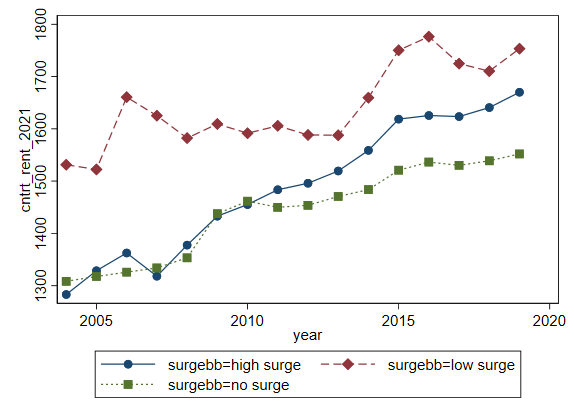 1800
1700
1600
1500
1400
1300
cntrt_rent_2021
2005 2010 2015 2020
year
surgebb=high surge surgebb=low surge
surgebb=no surge